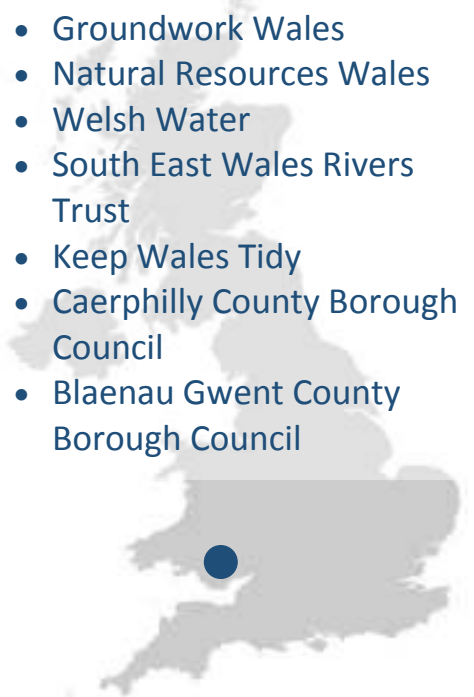 • Groundwork Wales
• Natural Resources Wales
• Welsh Water
• South East Wales Rivers
Trust
• Keep Wales Tidy
• Caerphilly County Borough
Council
• Blaenau Gwent County
Borough Council